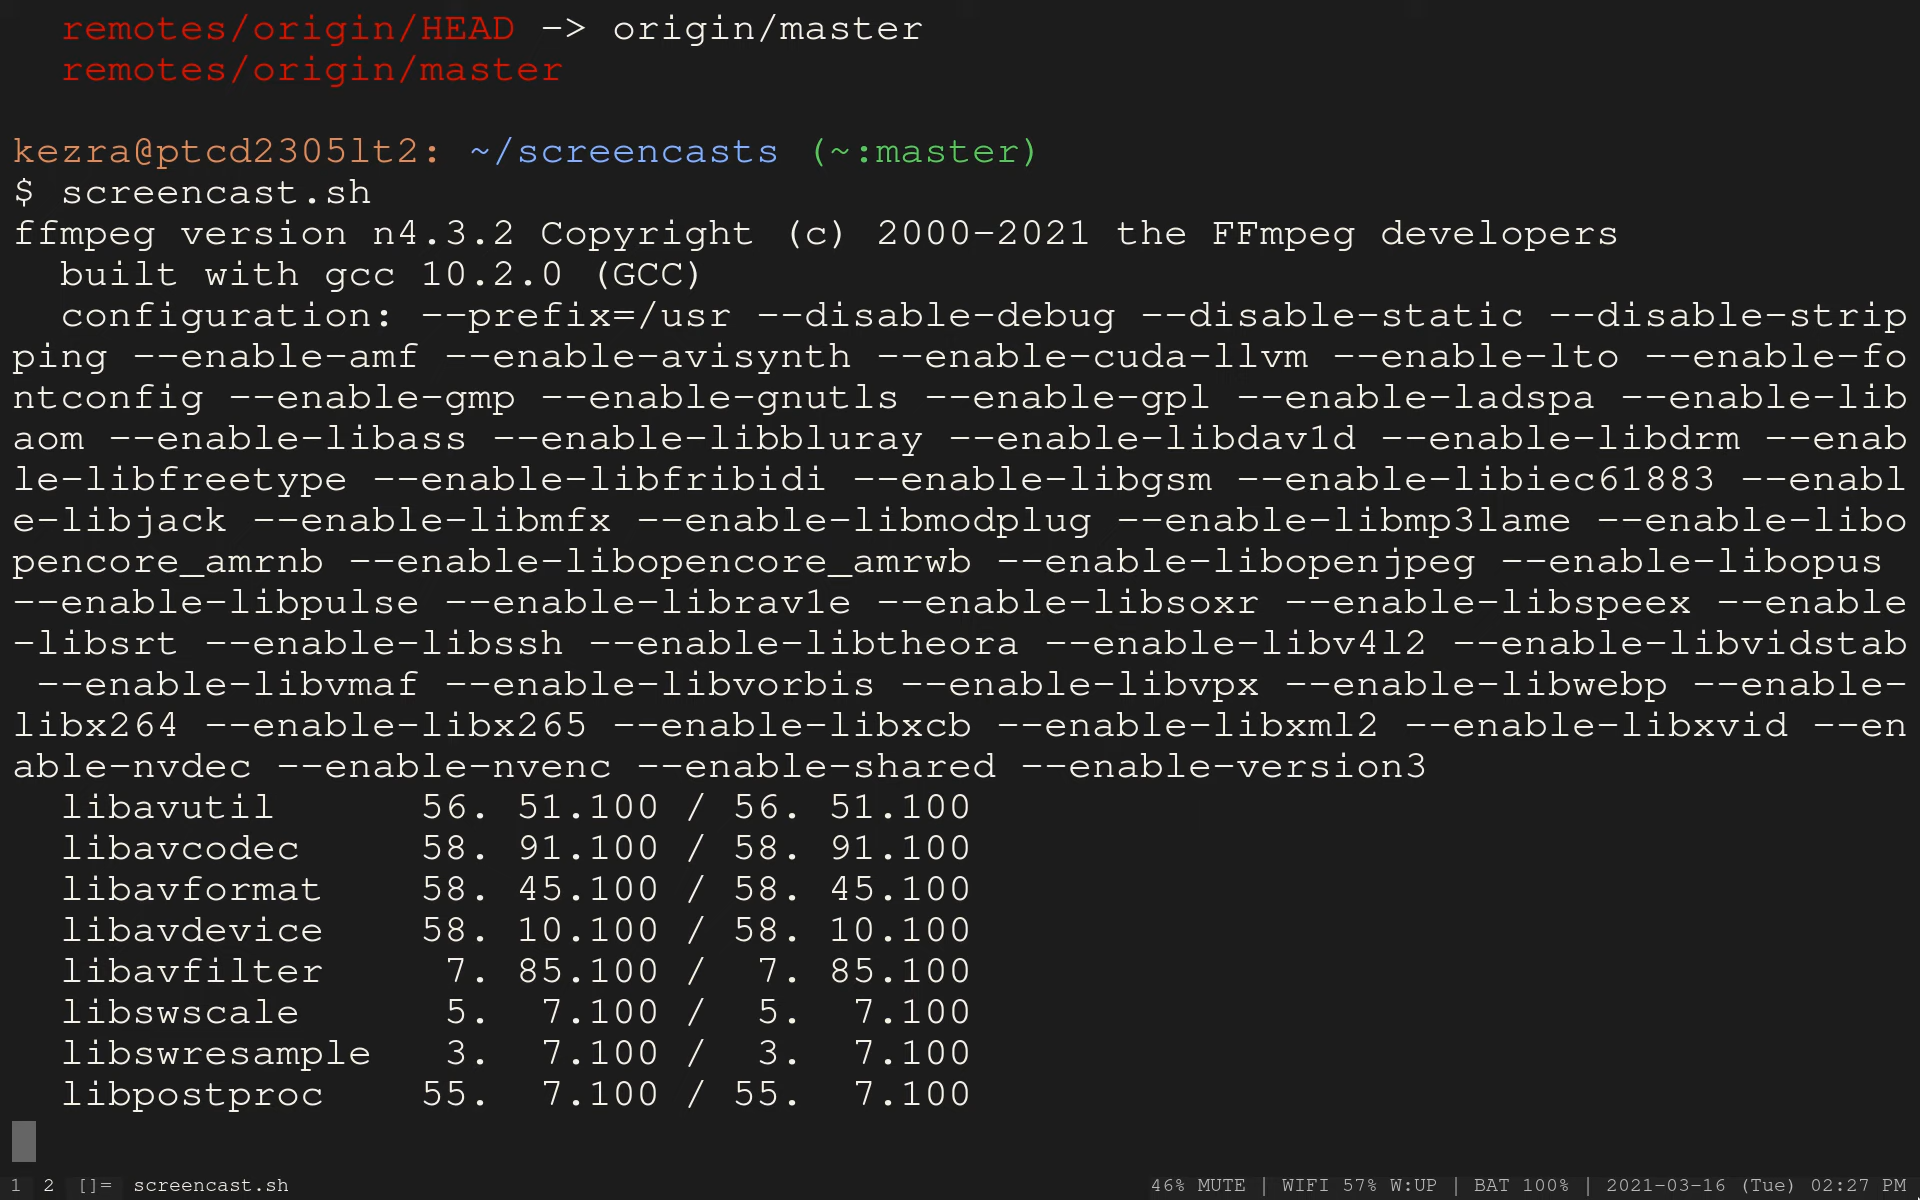 remotes/origin/HEAD -> origin/master
remotes/origin/master
kezra@ptcd2305lt2: ~/screencasts (~:master)
$ screencast.sh
ffmpeg version n4.3.2 Copyright (c) 2000-2021 the FFmpeg developers
built with gcc 10.2.0 (GCC)
configuration: --prefix=/usr --disable-debug --disable-static --disable-strip
ping --enable-amf --enable-avisynth --enable-cuda-llvm --enable-lto --enable-fo
ntconfig --enable-gmp --enable-gnutls --enable-gpl --enable-ladspa --enable-lib
aom --enable-libass --enable-libbluray --enable-libdav1d --enable-libdrm --enab
le-libfreetype --enable-libfribidi --enable-libgsm --enable-libiec61883 --enabl
e-libjack --enable-libmfx --enable-libmodplug --enable-libmp3lame --enable-libo
pencore_amrnb --enable-libopencore_amrwb --enable-libopenjpeg --enable-libopus
--enable-libpulse --enable-librav1e --enable-libsoxr --enable-libspeex --enable
-libsrt --enable-libssh --enable-libtheora --enable-libv4l2 --enable-libvidstab
--enable-libvmaf --enable-libvorbis --enable-libvpx --enable-libwebp --enable-
libx264 --enable-libx265 --enable-libxcb --enable-libxml2 --enable-libxvid --en
able-nvdec --enable-nvenc --enable-shared --enable-version3
libavutil      56. 51.100 / 56. 51.100
libavcodec     58. 91.100 / 58. 91.100
libavformat    58. 45.100 / 58. 45.100
libavdevice    58. 10.100 / 58. 10.100
libavfilter     7. 85.100 /  7. 85.100
libswscale      5.  7.100 /  5.  7.100
libswresample   3.  7.100 /  3.  7.100
libpostproc    55.  7.100 / 55.  7.100
1 2 []= screencast.sh 46% MUTE | WIFI 57% W:UP | BAT 100% | 2021-03-16 (Tue) 02:27 PM